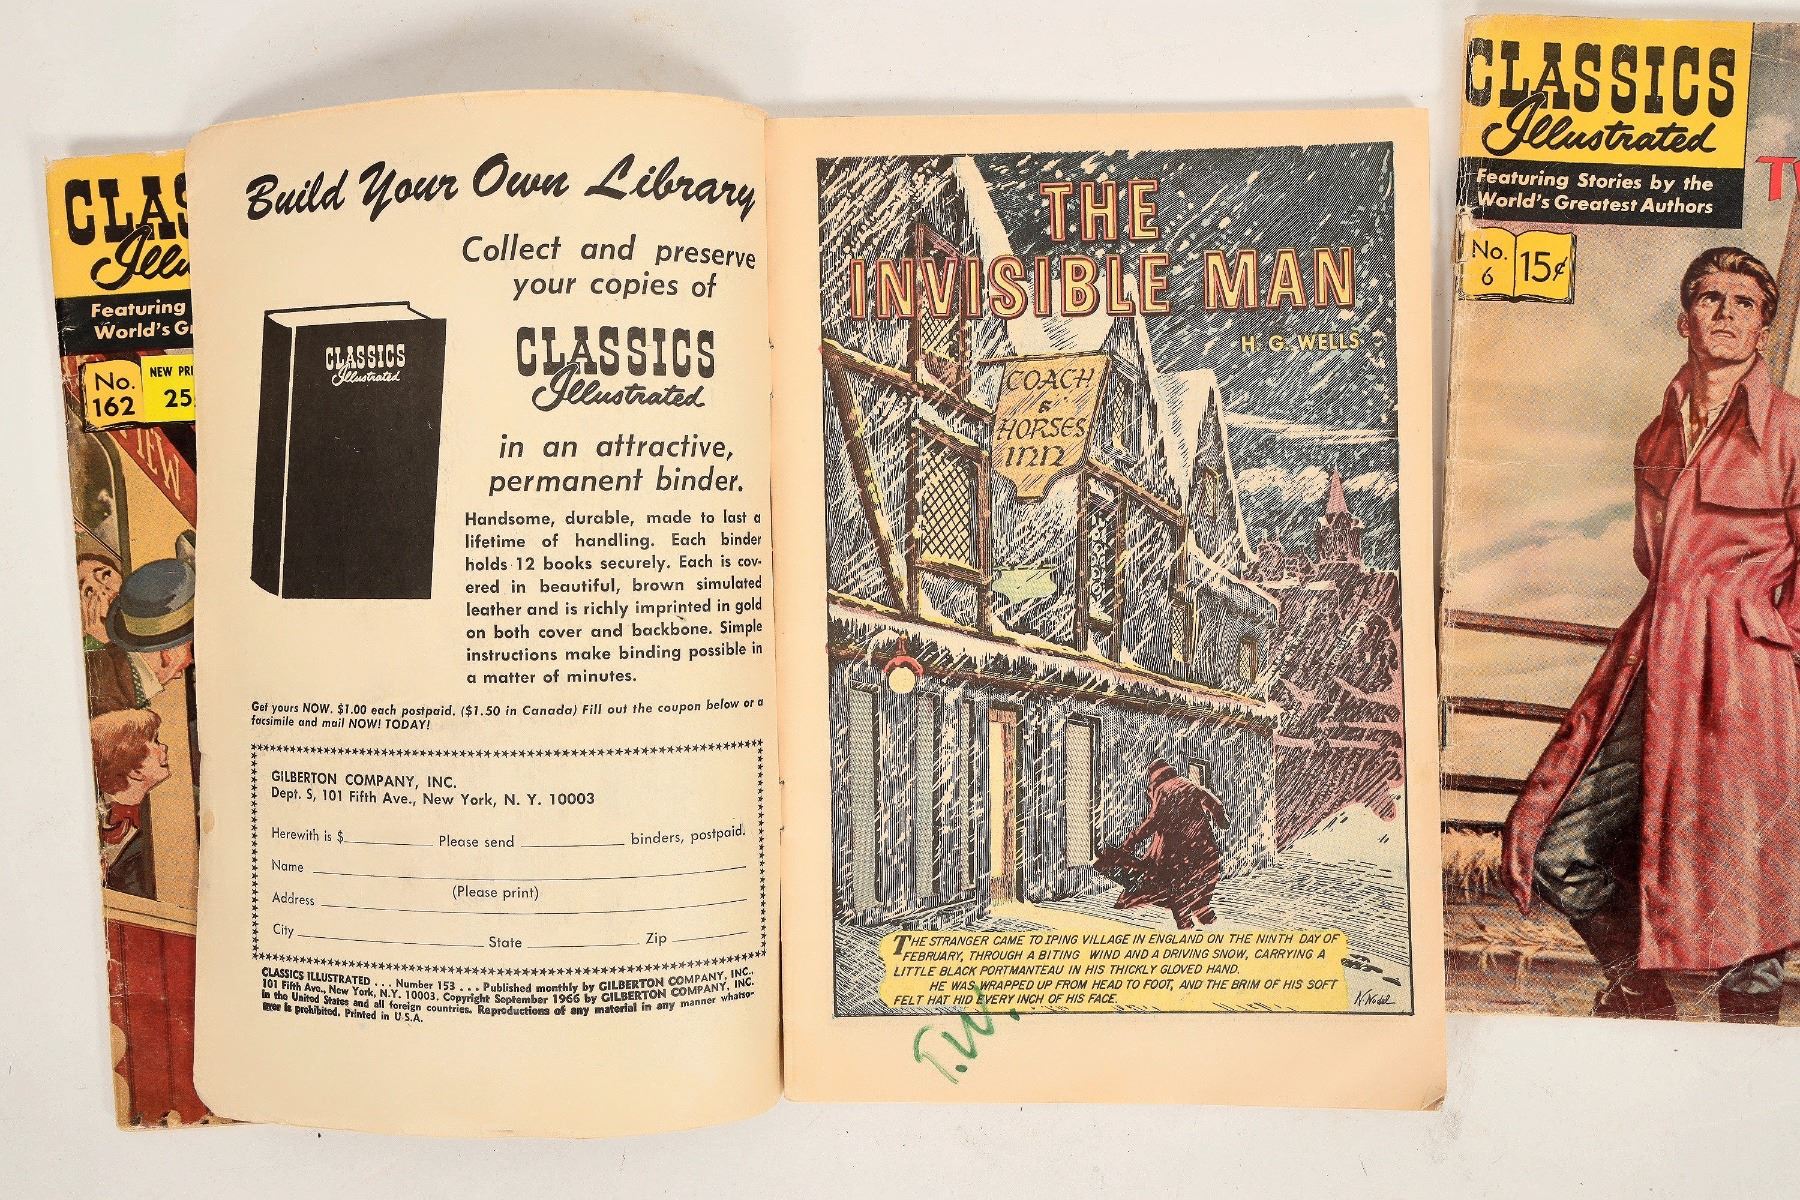 CLAS
Illu
Featuring
World's Gr
No. 162
NEW PRI
25
Build Your Own Library
Collect and preserve
your copies of
CLASSICS
Illustrated
in an attractive,
permanent binder.
CLASSICS
Illustrated
Handsome, durable, made to last a
lifetime of handling. Each binder
holds 12 books securely. Each is cov-
ered in beautiful, brown simulated
leather and is richly imprinted in gold
on both cover and backbone. Simple
instructions make binding possible in
a matter of minutes.
Get yours NOW. $1.00 each postpaid. ($1.50 in Canada) Fill out the coupon below or a
facsimile and mail NOW! TODAY!
GILBERTON COMPANY, INC.
Dept. S, 101 Fifth Ave., New York, N. Y. 10003
Herewith is $ Please send binders, postpaid.
Name
(Please print)
Address
City State Zip
CLASSICS ILLUSTRATED . . . Number 153 . . . Published monthly by GILBERTON COMPANY, INC.,
101 Fifth Ave., New York, N.Y. 10003. Copyright September 1966 by GILBERTON COMPANY, INC.
in the United States and all foreign countries. Reproductions of any material in any manner whatso-
ever is prohibited. Printed in U.S.A.
THE
INVISIBLE MAN
H. G. WELLS
COACH
&
HORSES
INN
THE STRANGER CAME TO IPING VILLAGE IN ENGLAND ON THE NINTH DAY OF
FEBRUARY, THROUGH A BITING WIND AND A DRIVING SNOW, CARRYING A
LITTLE BLACK PORTMANTEAU IN HIS THICKLY GLOVED HAND.
HE WAS WRAPPED UP FROM HEAD TO FOOT, AND THE BRIM OF HIS SOFT
FELT HAT HID EVERY INCH OF HIS FACE.
N. Nodel
T.W.
CLASSICS
Illustrated
Featuring Stories by the
World's Greatest Authors
No. 6
15¢